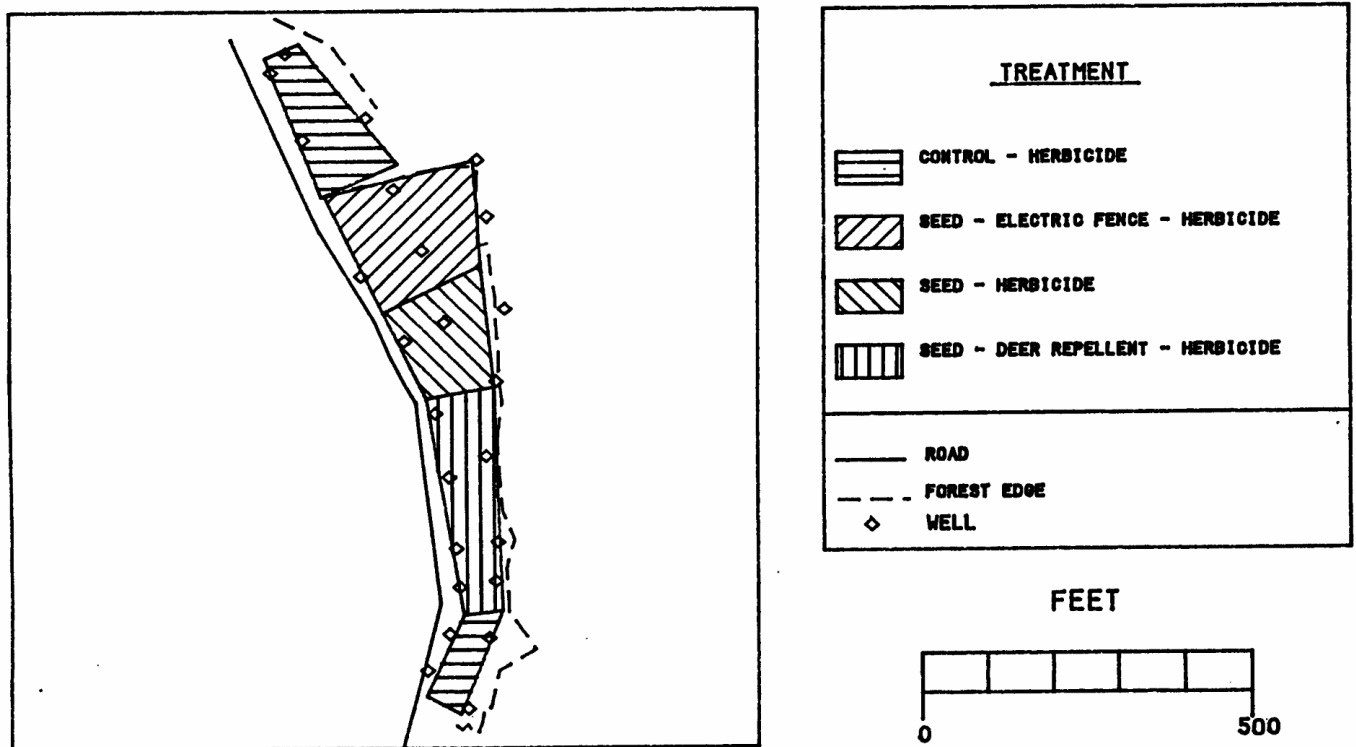 TREATMENT
CONTROL - HERBICIDE
SEED - ELECTRIC FENCE - HERBICIDE
SEED - HERBICIDE
SEED - DEER REPELLENT - HERBICIDE
ROAD
FOREST EDGE
WELL
FEET
0 500